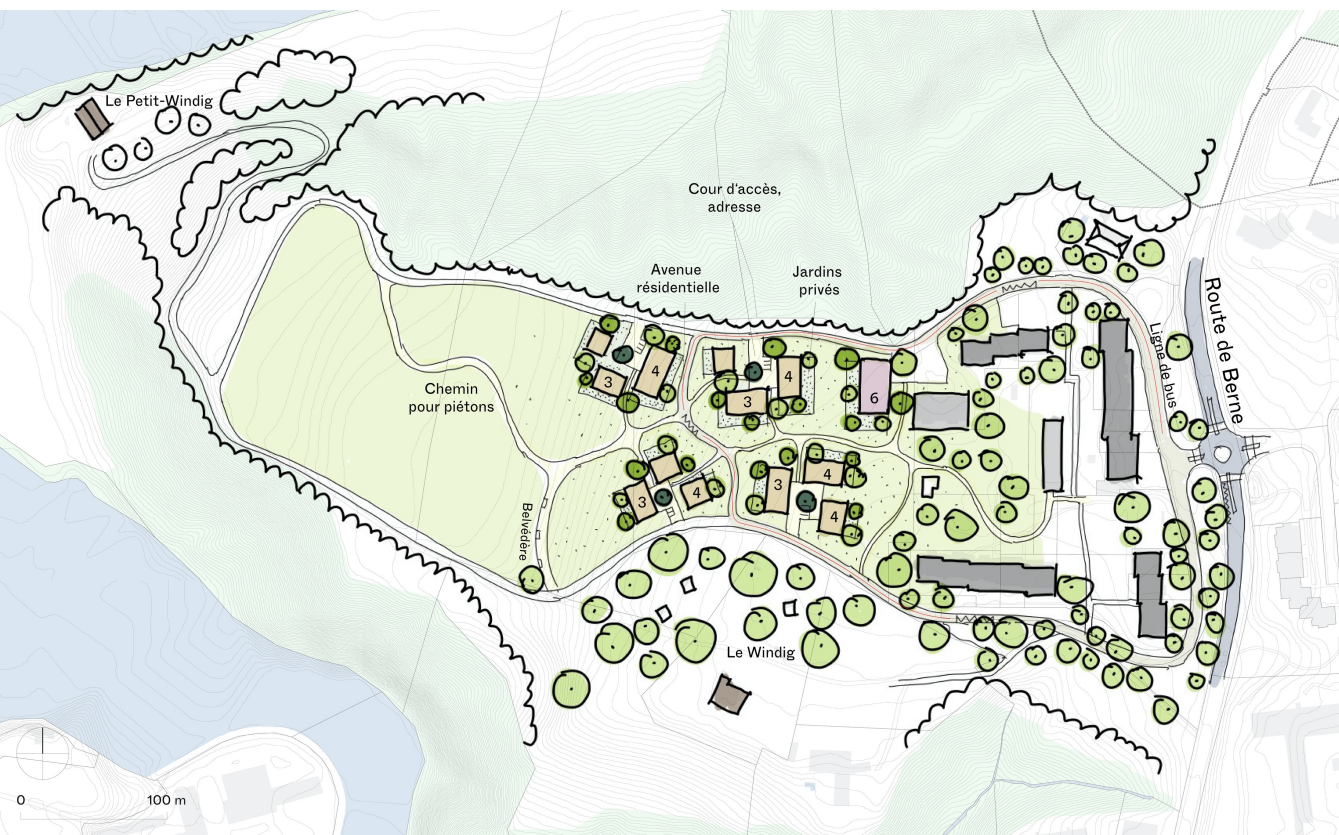 Le Petit-Windig
Cour d'accès,
adresse
Avenue
résidentielle
Jardins
privés
Route de Berne
Ligne de bus
Chemin
pour piétons
3
4
3
4
6
3
4
3
4
4
Belvédère
Le Windig
0
100 m